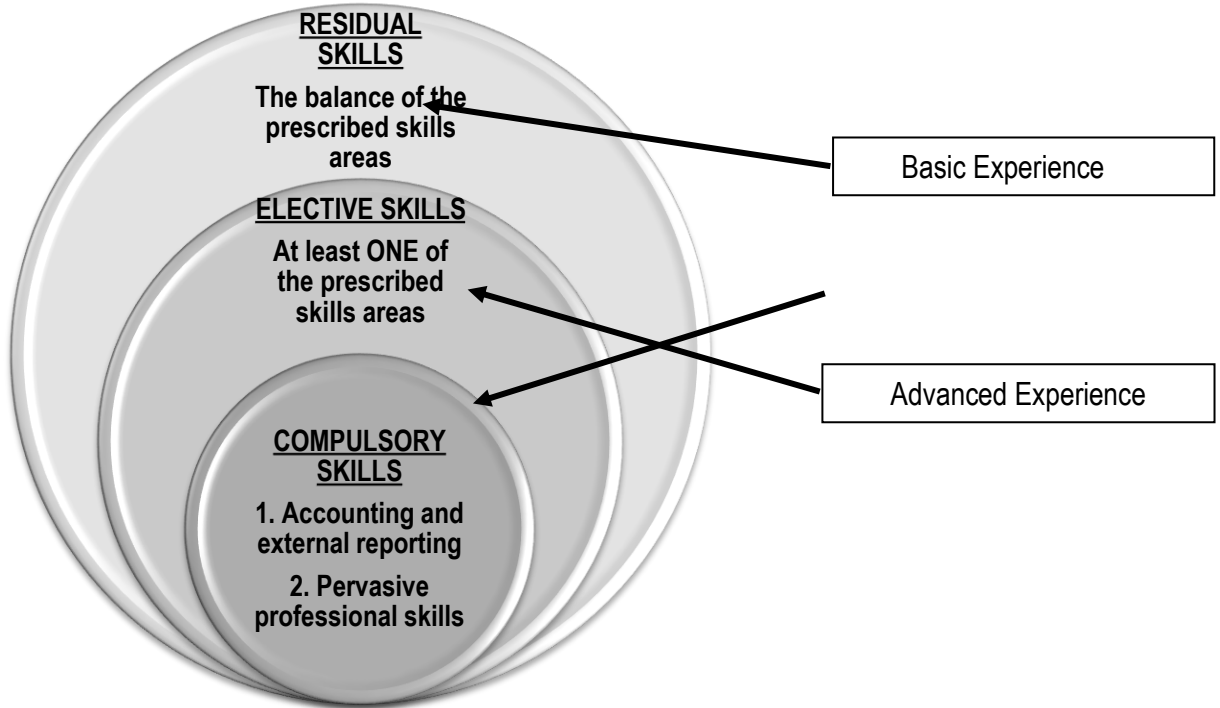 RESIDUAL
SKILLS
The balance of the
prescribed skills
areas
ELECTIVE SKILLS
At least ONE of
the prescribed
skills areas
COMPULSORY
SKILLS
1. Accounting and
external reporting
2. Pervasive
professional skills
Basic Experience
Advanced Experience